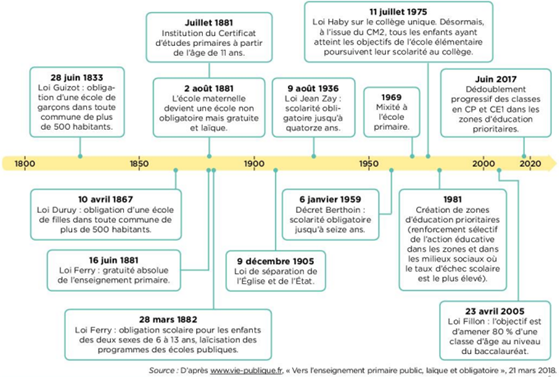 11 juillet 1975
Loi Haby sur le collège unique. Désormais,
à l'issue du CM2, tous les enfants ayant
atteint les objectifs de l'école élémentaire
poursuivent leur scolarité au collège.
Juillet 1881
Institution du Certificat
d'études primaires à partir
de l'âge de 11 ans.
28 juin 1833
Loi Guizot : obliga-
tion d'une école de
garçons dans toute
commune de plus
de 500 habitants.
2 août 1881
L'école maternelle
devient une école non
obligatoire mais gratuite
et laïque.
9 août 1936
Loi Jean Zay :
scolarité obli-
gatoire jusqu'à
quatorze ans.
1969
Mixité à
l'école
primaire.
Juin 2017
Dédoublement
progressif des classes
en CP et CE1 dans les
zones d'éducation
prioritaires.
1800 1850 1900 1950 2000 2020
10 avril 1867
Loi Duruy : obligation d'une école
de filles dans toute commune
de plus de 500 habitants.
16 juin 1881
Loi Ferry : gratuité absolue
de l'enseignement primaire.
28 mars 1882
Loi Ferry : obligation scolaire pour les enfants
des deux sexes de 6 à 13 ans, laïcisation
des programmes des écoles publiques.
9 décembre 1905
Loi de séparation de
l'Église et de l'État.
6 janvier 1959
Décret Berthoin :
scolarité obligatoire
jusqu'à seize ans.
1981
Création de zones
d'éducation prioritaires
(renforcement sélectif
de l'action éducative
dans les zones et dans
les milieux sociaux où
le taux d'échec scolaire
est le plus élevé).
23 avril 2005
Loi Fillon : l'objectif est
d'amener 80 % d'une
classe d'âge au niveau
du baccalauréat.
Source : D'après www.vie-publique.fr, « Vers l'enseignement primaire public, laïque et obligatoire », 21 mars 2018